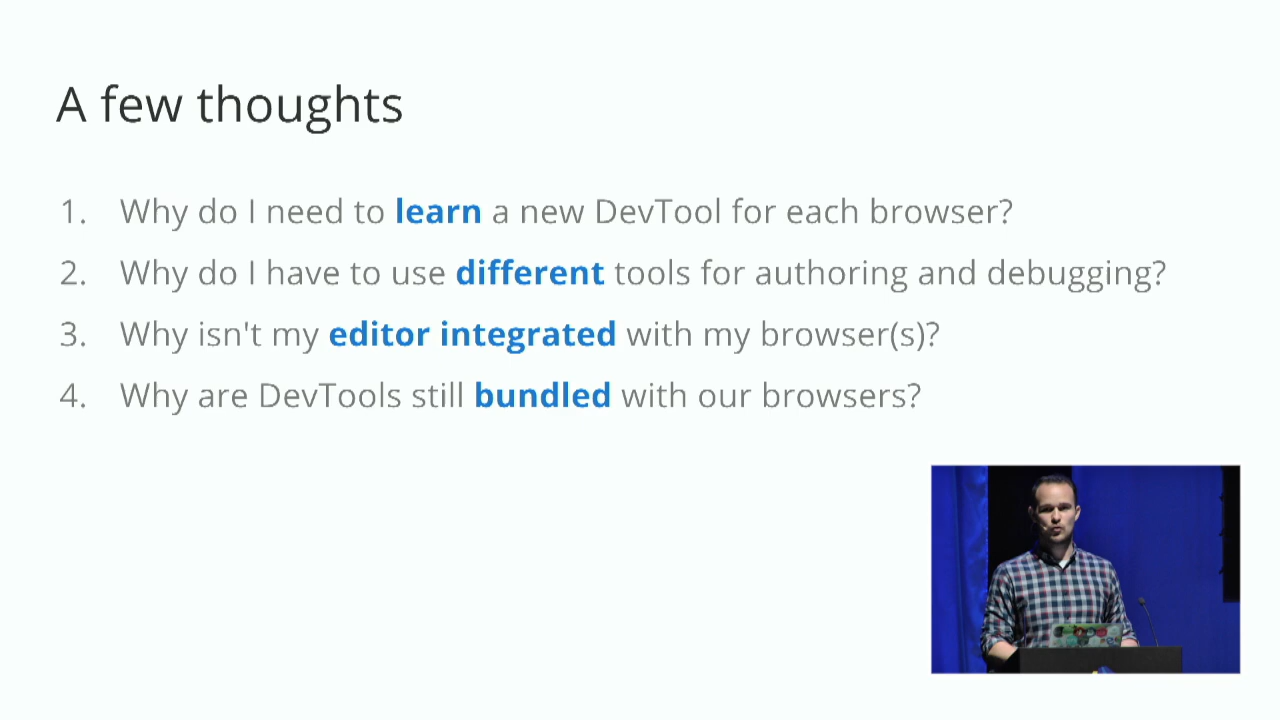 A few thoughts
1. Why do I need to learn a new DevTool for each browser?
2. Why do I have to use different tools for authoring and debugging?
3. Why isn't my editor integrated with my browser(s)?
4. Why are DevTools still bundled with our browsers?